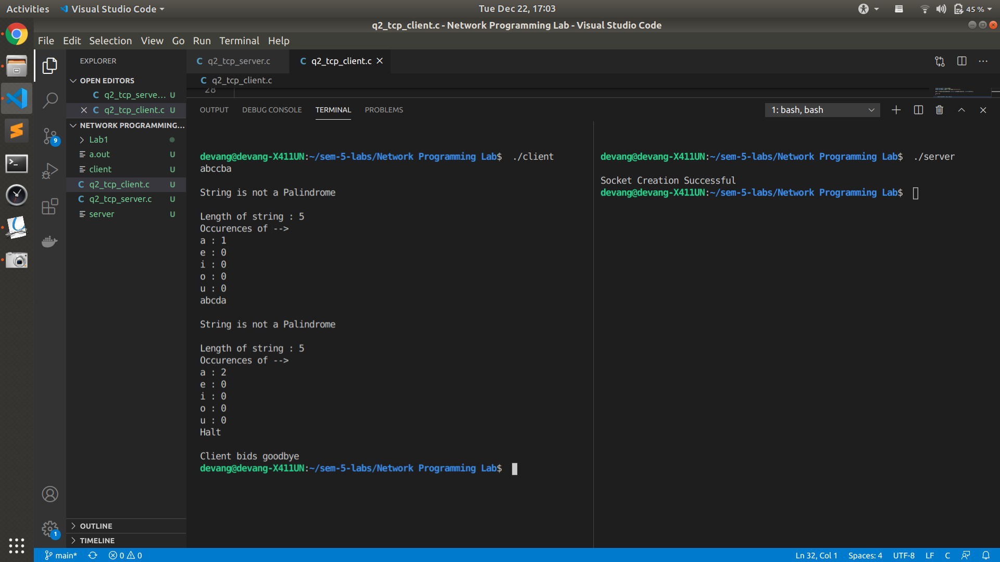 Activities
Visual Studio Code
Tue Dec 22, 17:03
45 %
q2_tcp_client.c - Network Programming Lab - Visual Studio Code
File Edit Selection View Go Run Terminal Help
EXPLORER
OPEN EDITORS
C q2_tcp_serve... U
C q2_tcp_client.c U
NETWORK PROGRAMMING...
Lab1
a.out U
client U
C q2_tcp_client.c U
C q2_tcp_server.c U
server U
OUTLINE
TIMELINE
9
1
C q2_tcp_server.c
C q2_tcp_client.c
C q2_tcp_client.c
28
OUTPUT DEBUG CONSOLE TERMINAL PROBLEMS
1: bash, bash
devang@devang-X411UN:~/sem-5-labs/Network Programming Lab$ ./client
abccba
String is not a Palindrome
Length of string : 5
Occurences of -->
a : 1
e : 0
i : 0
o : 0
u : 0
abcda
String is not a Palindrome
Length of string : 5
Occurences of -->
a : 2
e : 0
i : 0
o : 0
u : 0
Halt
Client bids goodbye
devang@devang-X411UN:~/sem-5-labs/Network Programming Lab$
devang@devang-X411UN:~/sem-5-labs/Network Programming Lab$ ./server
Socket Creation Successful
devang@devang-X411UN:~/sem-5-labs/Network Programming Lab$
main*
0
0
Ln 32, Col 1
Spaces: 4
UTF-8
LF
C